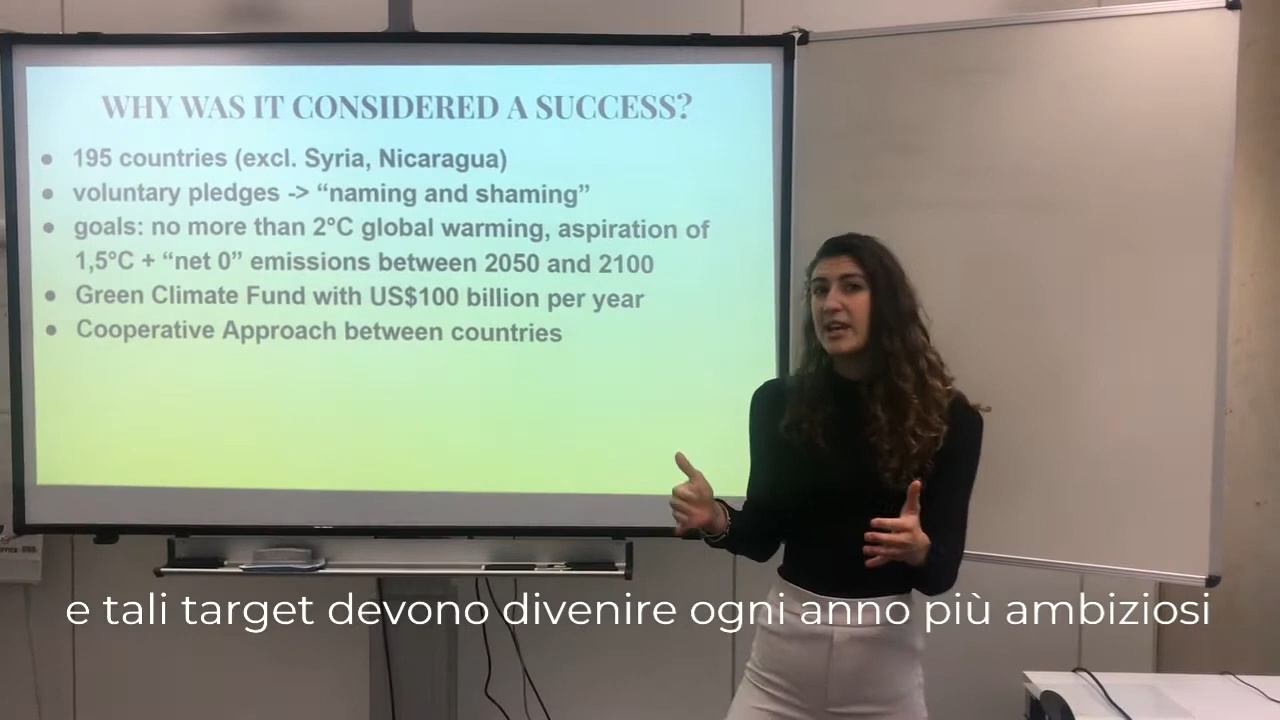 WHY WAS IT CONSIDERED A SUCCESS?
● 195 countries (excl. Syria, Nicaragua)
● voluntary pledges -> “naming and shaming”
● goals: no more than 2°C global warming, aspiration of
1,5°C + “net 0” emissions between 2050 and 2100
● Green Climate Fund with US$100 billion per year
● Cooperative Approach between countries
e tali target devono divenire ogni anno più ambiziosi